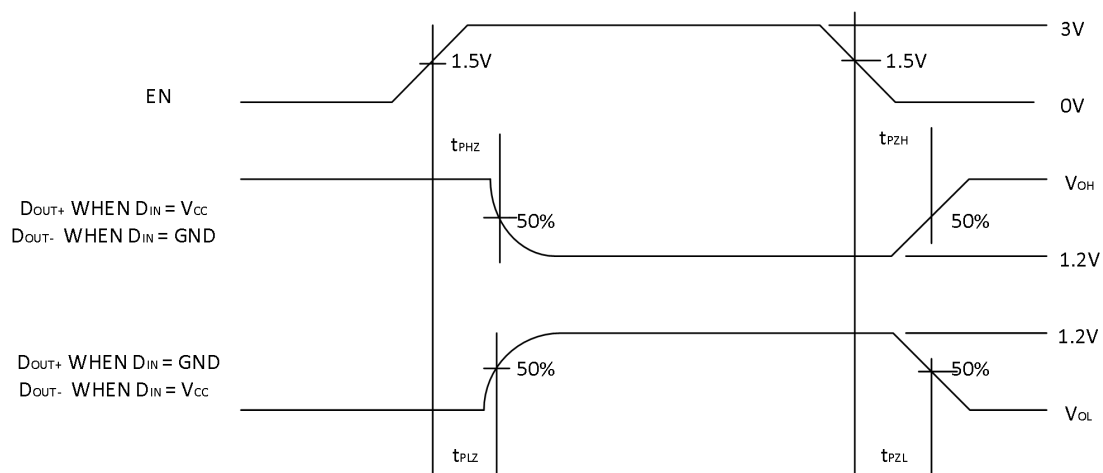 3V
1.5V
1.5V
EN
0V
tPHZ
tPZH
DOUT+ WHEN DIN = VCC
DOUT- WHEN DIN = GND
50%
50%
VOH
1.2V
1.2V
DOUT+ WHEN DIN = GND
DOUT- WHEN DIN = VCC
50%
50%
VOL
tPLZ
tPZL